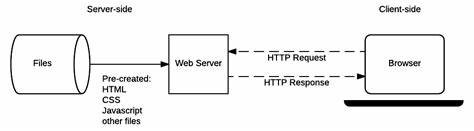 Server-side
Client-side
Files
Web Server
Browser
HTTP Request
HTTP Response
Pre-created:
HTML
CSS
Javascript
other files